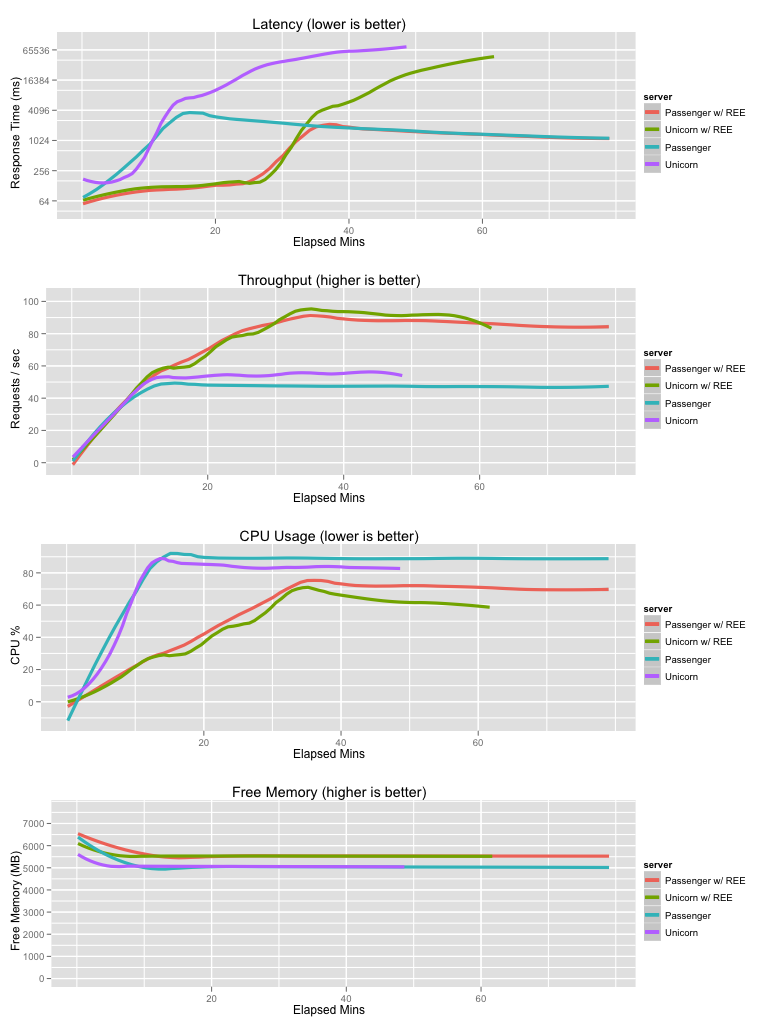 Latency (lower is better)
Response Time (ms)
65536
16384
4096
1024
256
64
20
40
60
Elapsed Mins
server
Passenger w/ REE
Unicorn w/ REE
Passenger
Unicorn
Throughput (higher is better)
Requests / sec
100
80
60
40
20
0
20
40
60
Elapsed Mins
server
Passenger w/ REE
Unicorn w/ REE
Passenger
Unicorn
CPU Usage (lower is better)
CPU %
80
60
40
20
0
20
40
60
Elapsed Mins
server
Passenger w/ REE
Unicorn w/ REE
Passenger
Unicorn
Free Memory (higher is better)
Free Memory (MB)
7000
6000
5000
4000
3000
2000
1000
0
20
40
60
Elapsed Mins
server
Passenger w/ REE
Unicorn w/ REE
Passenger
Unicorn